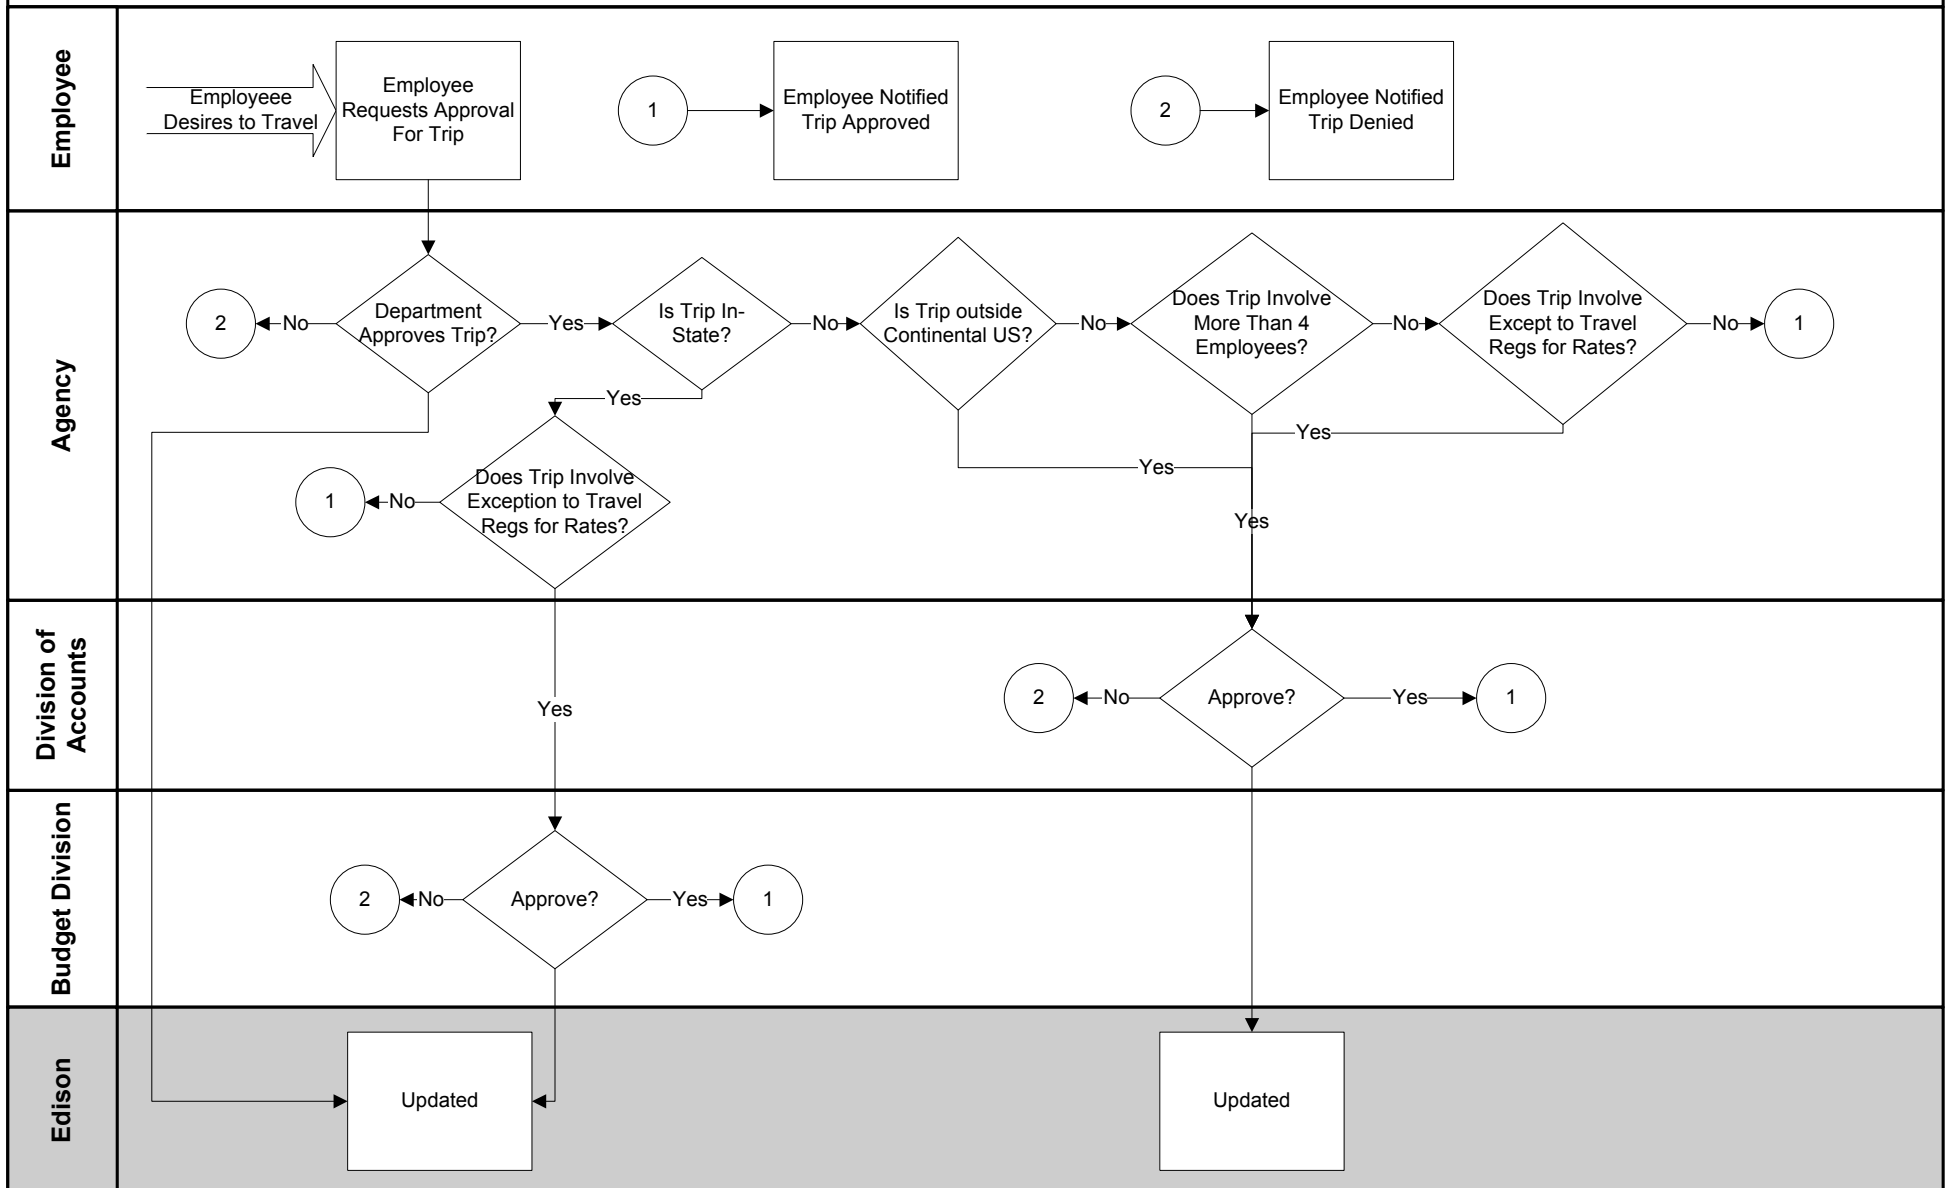 Employee
Employeee
Desires to Travel
Employee
Requests Approval
For Trip
1
Employee Notified
Trip Approved
2
Employee Notified
Trip Denied
Agency
2
No
Department
Approves Trip?
Yes
Is Trip In-
State?
No
Is Trip outside
Continental US?
No
Does Trip Involve
More Than 4
Employees?
No
Does Trip Involve
Except to Travel
Regs for Rates?
No
1
Yes
Yes
Yes
Yes
1
No
Does Trip Involve
Exception to Travel
Regs for Rates?
Division of
Accounts
Yes
2
No
Approve?
Yes
1
Budget Division
2
No
Approve?
Yes
1
Edison
Updated
Updated